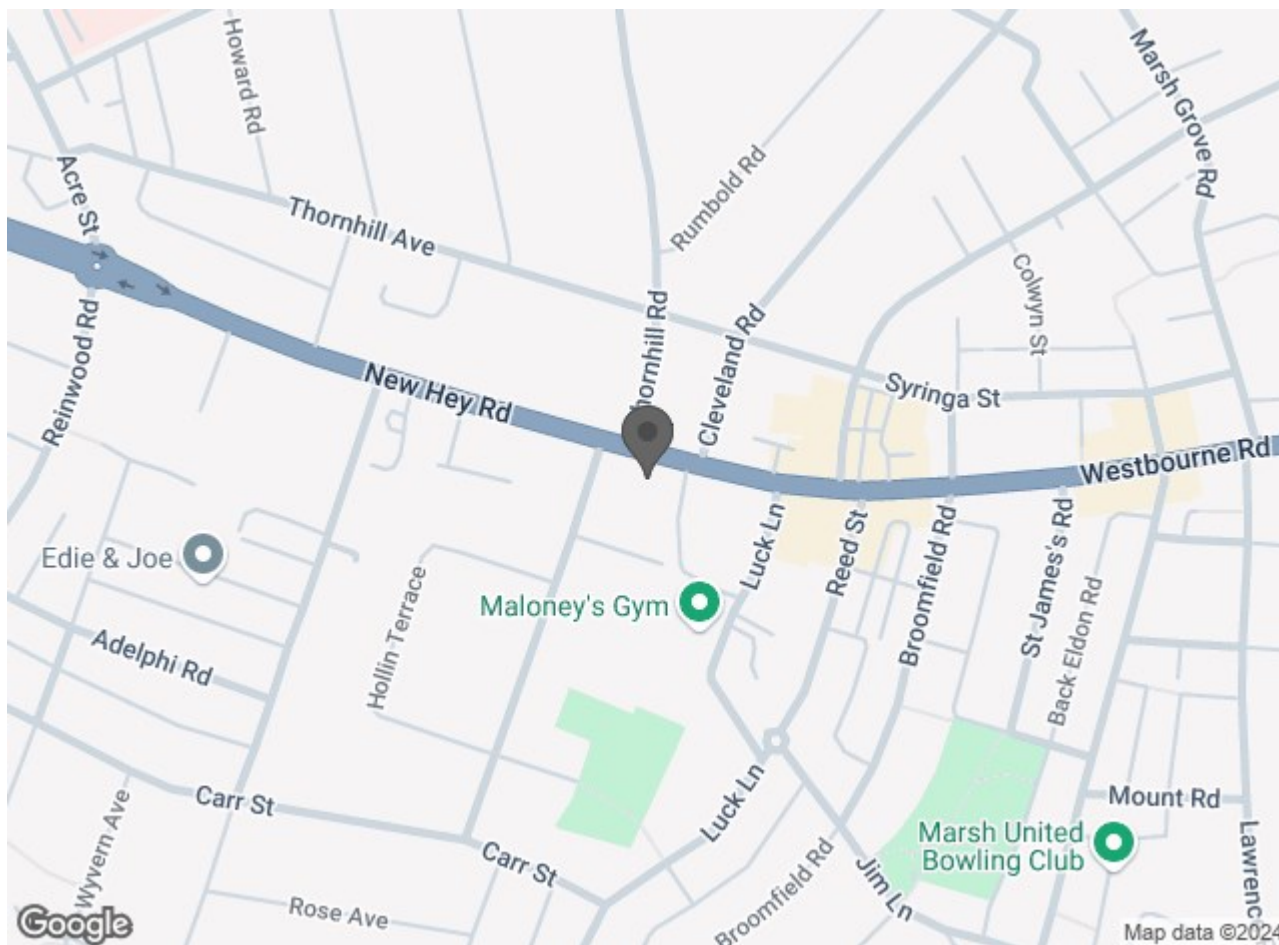 Howard Rd
Marsh Grove Rd
Acre St
Rumbold Rd
Thornhill Ave
Colwyn St
Thornhill Rd
Cleveland Rd
Reinwood Rd
New Hey Rd
Syringa St
Westbourne Rd
Luck Ln
Reed St
Broomfield Rd
St James's Rd
Edie & Joe
Maloney's Gym
Hollin Terrace
Back Eldon Rd
Adelphi Rd
Luck Ln
Carr St
Mount Rd
Wyvern Ave
Marsh United
Bowling Club
Carr St
Jim Ln
Broomfield Rd
Rose Ave
Google
Map data ©2024